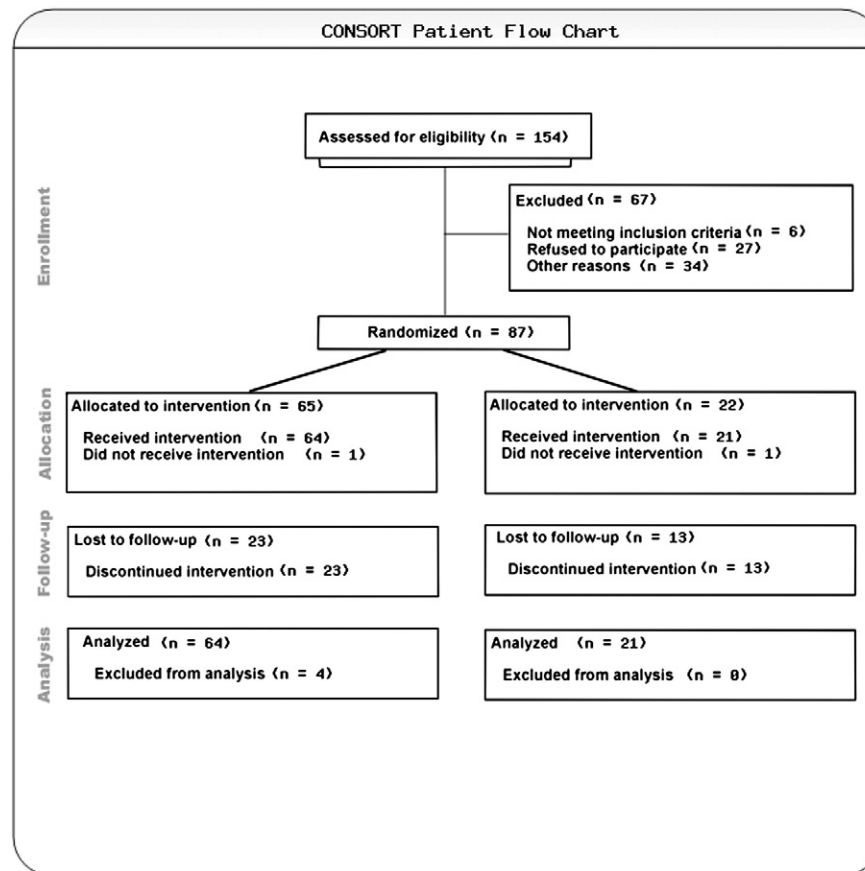 CONSORT Patient Flow Chart
Assessed for eligibility (n = 154)
Enrollment
Excluded (n = 67)
Not meeting inclusion criteria (n = 6)
Refused to participate (n = 27)
Other reasons (n = 34)
Randomized (n = 87)
Allocation
Allocated to intervention (n = 65)
Received intervention (n = 64)
Did not receive intervention (n = 1)
Allocated to intervention (n = 22)
Received intervention (n = 21)
Did not receive intervention (n = 1)
Follow-up
Lost to follow-up (n = 23)
Discontinued intervention (n = 23)
Lost to follow-up (n = 13)
Discontinued intervention (n = 13)
Analysis
Analyzed (n = 64)
Excluded from analysis (n = 4)
Analyzed (n = 21)
Excluded from analysis (n = 0)